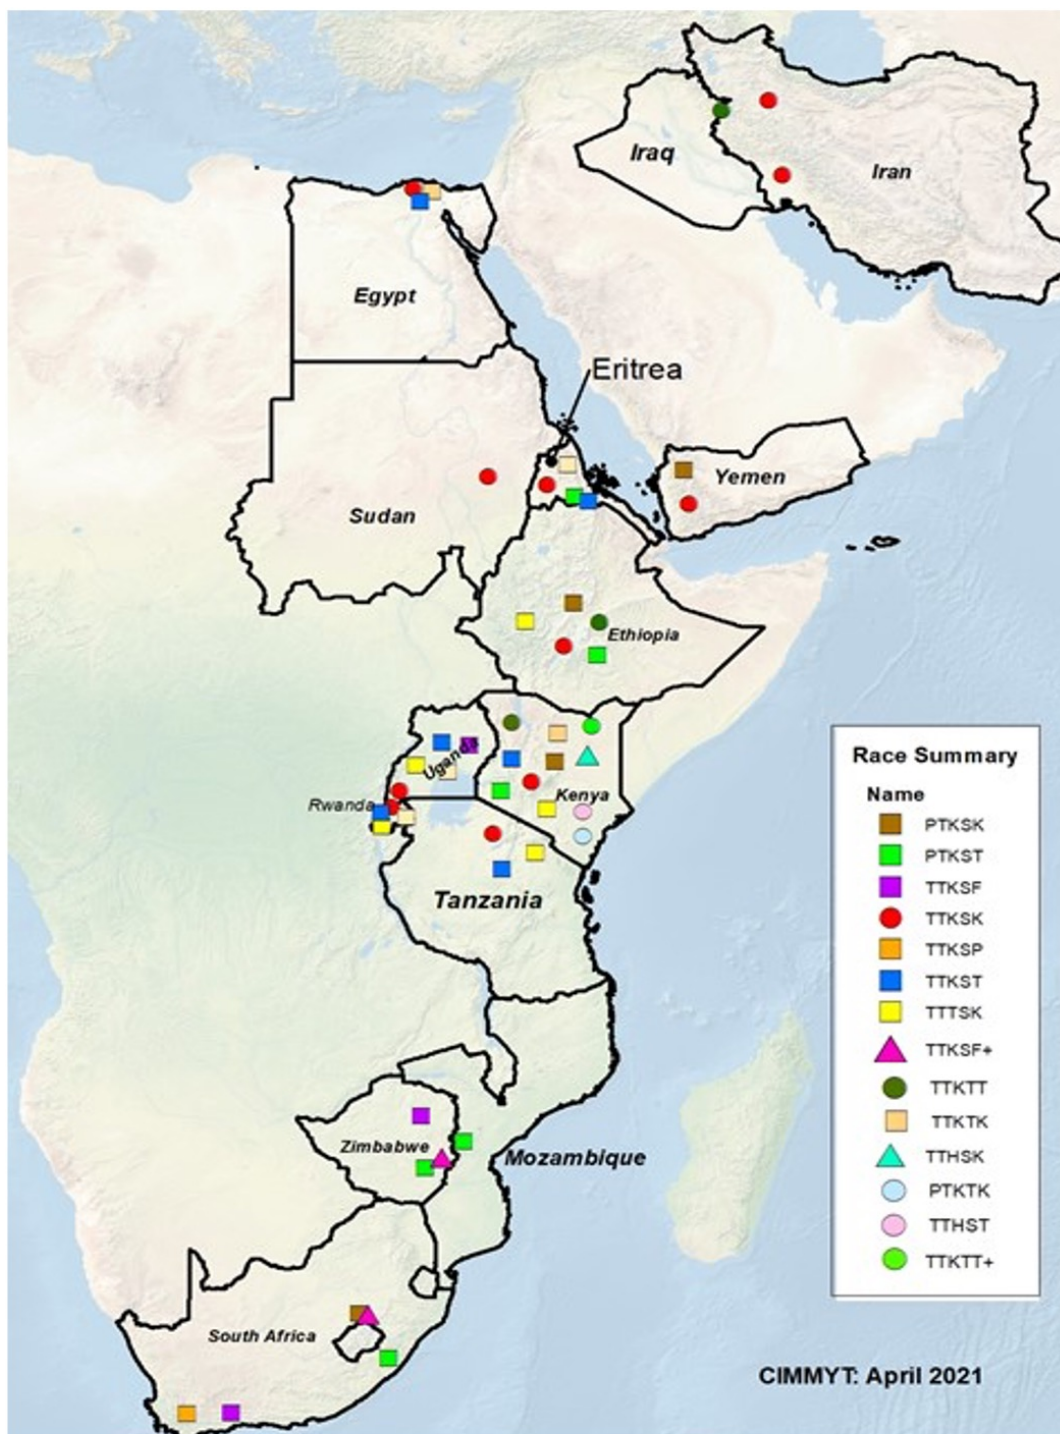 Iraq
Iran
Egypt
Eritrea
Yemen
Sudan
Ethiopia
Uganda
Rwanda
Kenya
Tanzania
Zimbabwe
Mozambique
South Africa
Race Summary
Name
PTKSK
PTKST
TTKSF
TTKSK
TTKSP
TTKST
TTTSK
TTKSF+
TTKTT
TTKTK
TTHSK
PTKTK
TTHST
TTKTT+
CIMMYT: April 2021